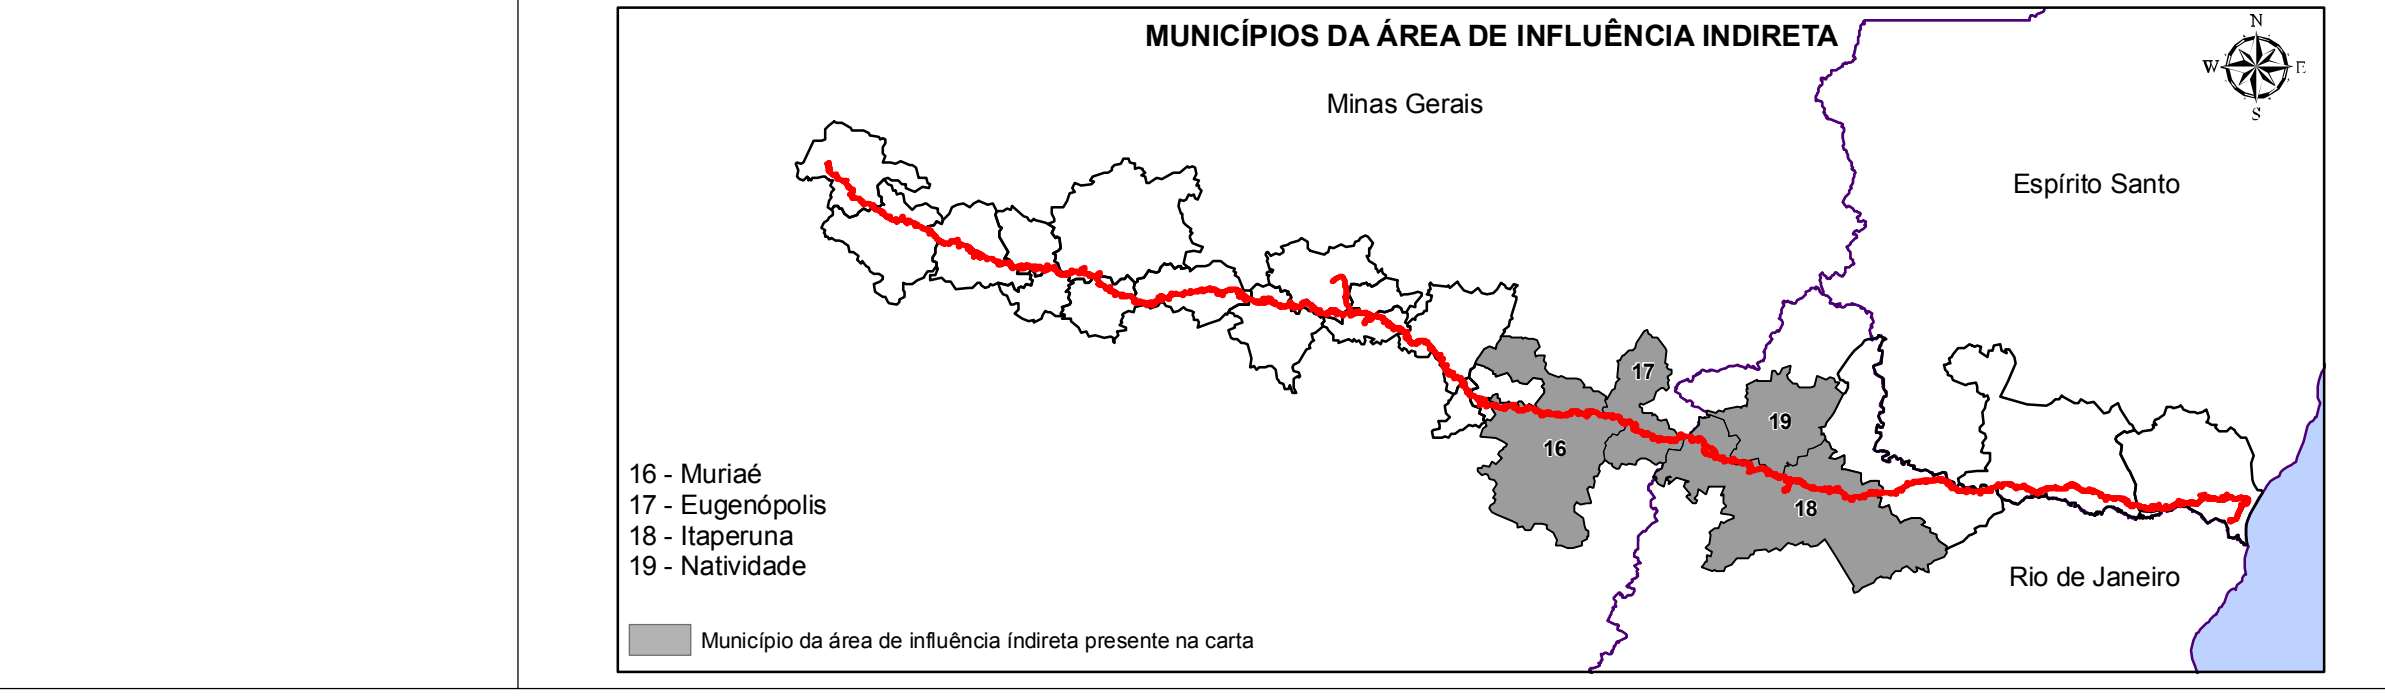 MUNICÍPIOS DA ÁREA DE INFLUÊNCIA INDIRETA
N
W
E
S
Minas Gerais
Espírito Santo
17
19
16
18
16 - Muriaé
17 - Eugenópolis
18 - Itaperuna
19 - Natividade
Rio de Janeiro
Município da área de influência índireta presente na carta